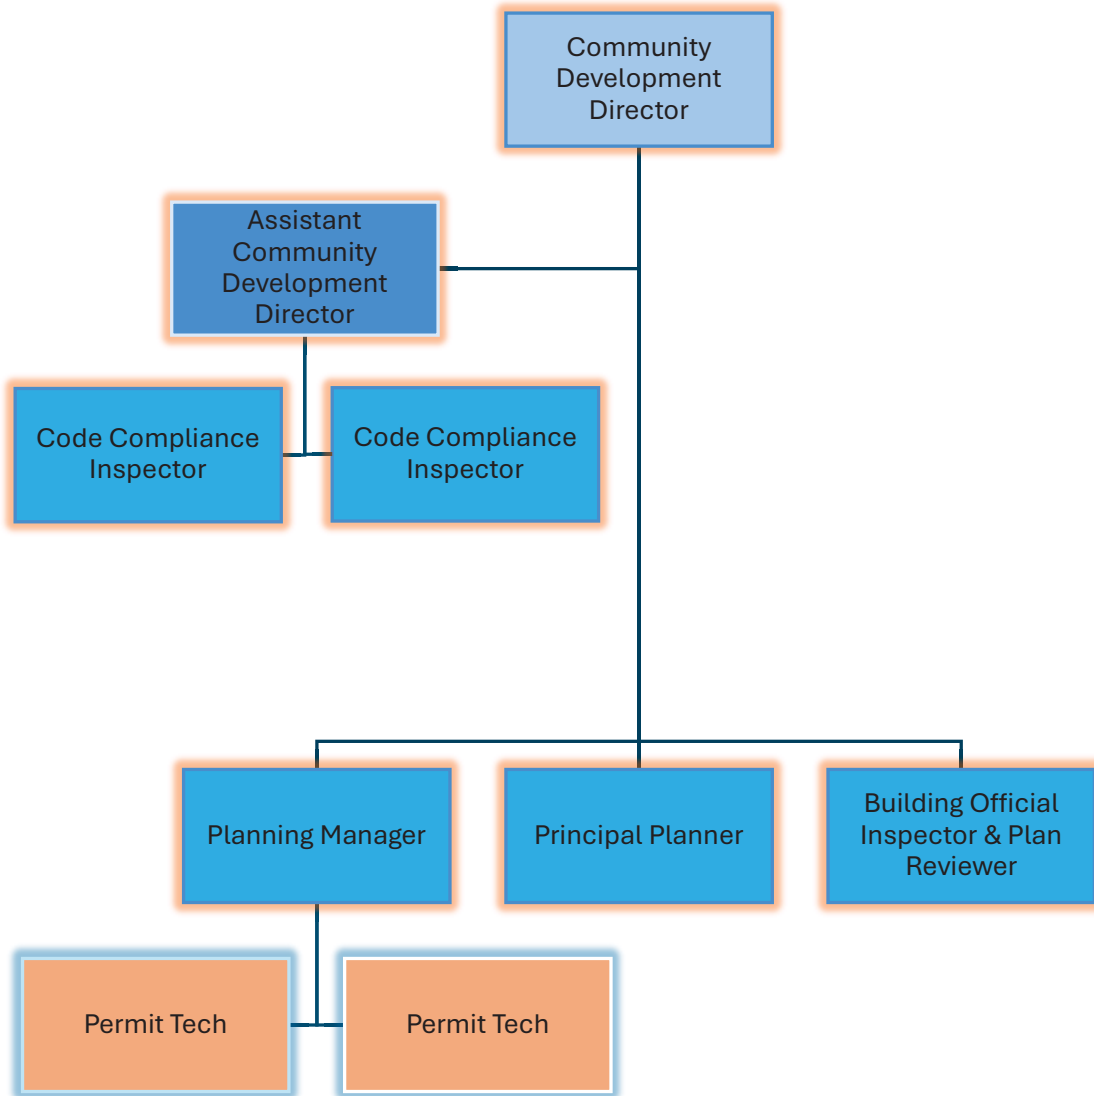 Community
Development
Director
Assistant
Community
Development
Director
Code Compliance
Inspector
Code Compliance
Inspector
Planning Manager
Principal Planner
Building Official
Inspector & Plan
Reviewer
Permit Tech
Permit Tech